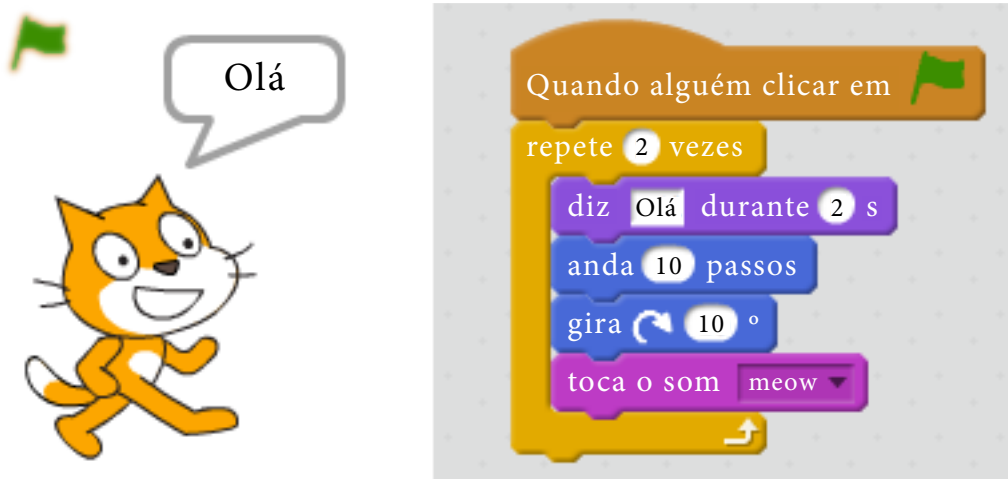 Olá
Quando alguém clicar em
repete 2 vezes
diz Olá durante 2 s
anda 10 passos
gira 10 º
toca o som meow